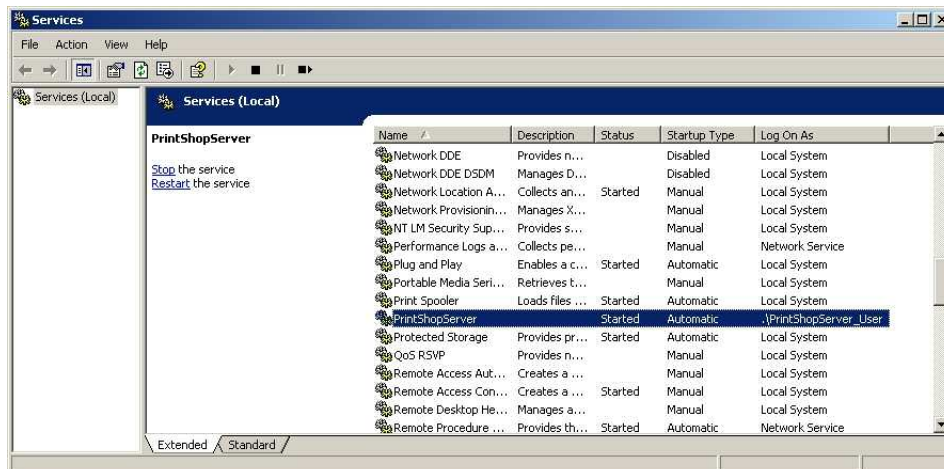 Services
File Action View Help
Services (Local)
Services (Local)
PrintShopServer
Stop the service
Restart the service
Name Description Status Startup Type Log On As
Network DDE Provides n... Disabled Local System
Network DDE DSDM Manages D... Disabled Local System
Network Location A... Collects an... Started Manual Local System
Network Provisionin... Manages X... Manual Local System
NT LM Security Sup... Provides s... Manual Local System
Performance Logs a... Collects pe... Manual Network Service
Plug and Play Enables a c... Started Automatic Local System
Portable Media Seri... Retrieves t... Manual Local System
Print Spooler Loads files ... Started Automatic Local System
PrintShopServer Started Automatic .\PrintShopServer_User
Protected Storage Provides pr... Started Automatic Local System
QoS RSVP Provides n... Manual Local System
Remote Access Aut... Creates a ... Manual Local System
Remote Access Con... Creates a ... Started Manual Local System
Remote Desktop He... Manages a... Manual Local System
Remote Procedure ... Provides th... Started Automatic Network Service
Extended Standard